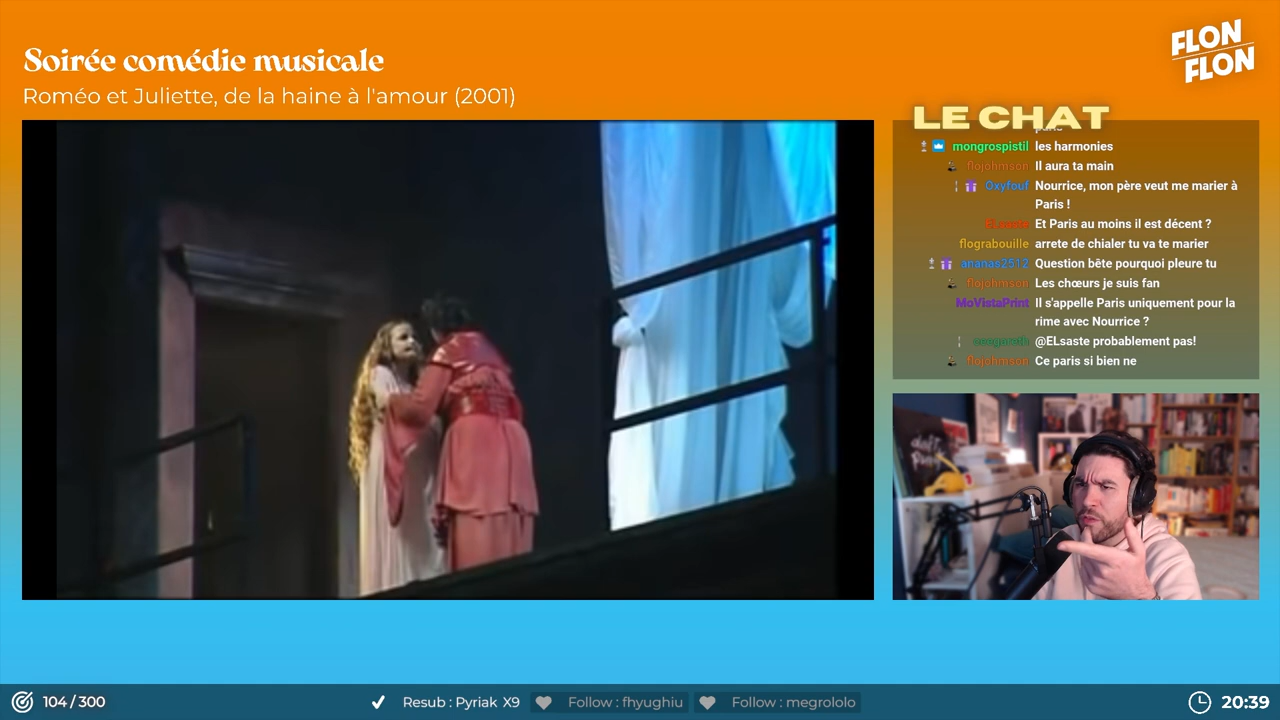 Soirée comédie musicale
Roméo et Juliette, de la haine à l'amour (2001)
FLON
FLON
LE CHAT
mongrospistil les harmonies
flojohmson Il aura ta main
Oxyfouf Nourrice, mon père veut me marier à
Paris !
ELsaste Et Paris au moins il est décent ?
flograbouille arrete de chialer tu va te marier
ananas2512 Question bête pourquoi pleure tu
flojohmson Les chœurs je suis fan
MoVistaPrint Il s'appelle Paris uniquement pour la
rime avec Nourrice ?
@ELsaste probablement pas!
flojohmson Ce paris si bien ne
104 / 300
Resub : Pyriak X9
Follow : fhyughiu
Follow : megrololo
20:39